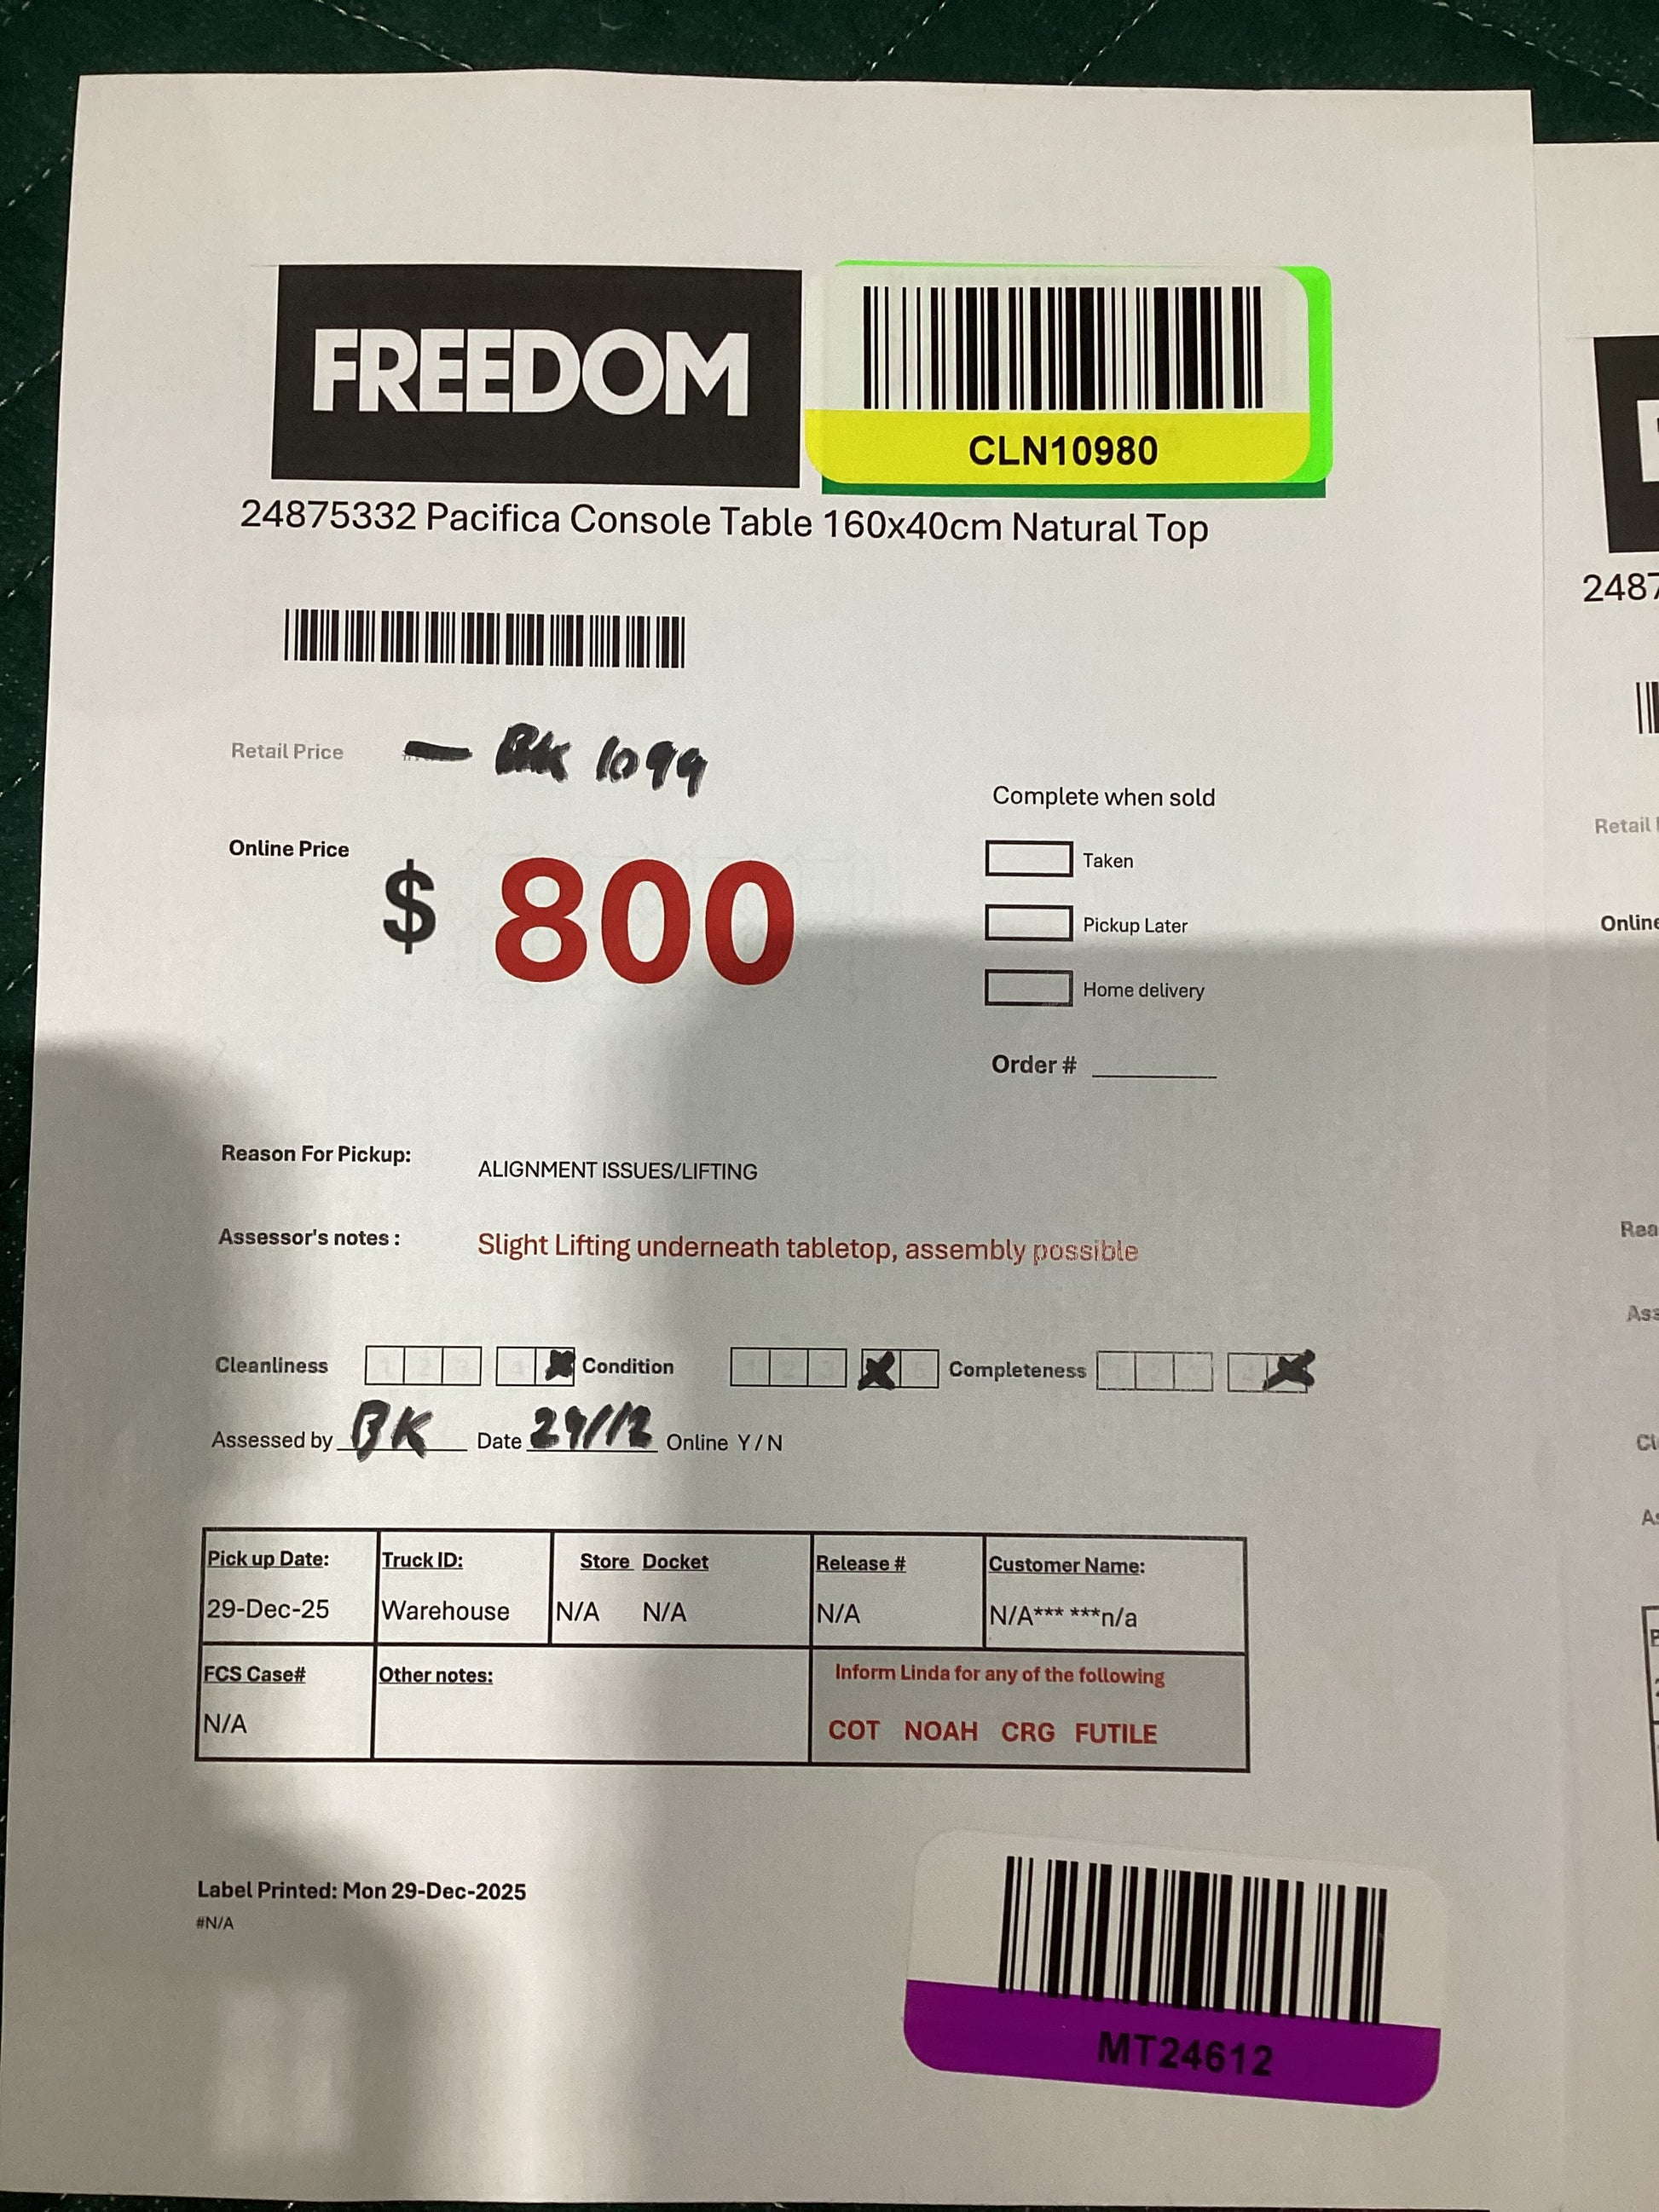 FREEDOM
CLN10980
24875332 Pacifica Console Table 160x40cm Natural Top
Retail Price BK 1099
Complete when sold
Online Price $ 800
Taken
Pickup Later
Home delivery
Order #
Reason For Pickup: ALIGNMENT ISSUES/LIFTING
Assessor's notes : Slight Lifting underneath tabletop, assembly possible
Cleanliness 1 2 3 4 Condition 1 2 3 5 Completeness 1 2 3 4
Assessed by BK Date 29/12 Online Y / N
Pick up Date: Truck ID: Store Docket Release # Customer Name:
29-Dec-25 Warehouse N/A N/A N/A N/A*** ***n/a
FCS Case# Other notes: Inform Linda for any of the following
N/A COT NOAH CRG FUTILE
Label Printed: Mon 29-Dec-2025
#N/A
MT24612
2487
Retail
Online
Rea
Ass
Cl
As